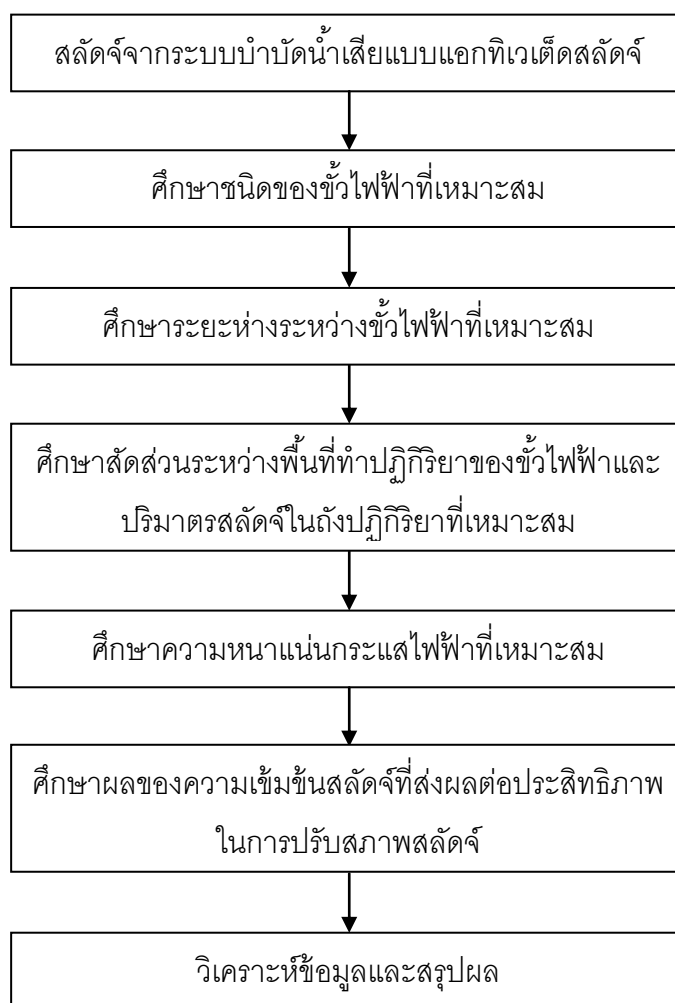 สลัดจ์จากระบบบำบัดน้ำเสียแบบแอกทิเวเต็ดสลัดจ์
ศึกษาชนิดของขั้วไฟฟ้าที่เหมาะสม
ศึกษาระยะห่างระหว่างขั้วไฟฟ้าที่เหมาะสม
ศึกษาสัดส่วนระหว่างพื้นที่ทำปฏิกิริยาของขั้วไฟฟ้าและ
ปริมาตรสลัดจ์ในถังปฏิกิริยาที่เหมาะสม
ศึกษาความหนาแน่นกระแสไฟฟ้าที่เหมาะสม
ศึกษาผลของความเข้มข้นสลัดจ์ที่ส่งผลต่อประสิทธิภาพ
ในการปรับสภาพสลัดจ์
วิเคราะห์ข้อมูลและสรุปผล